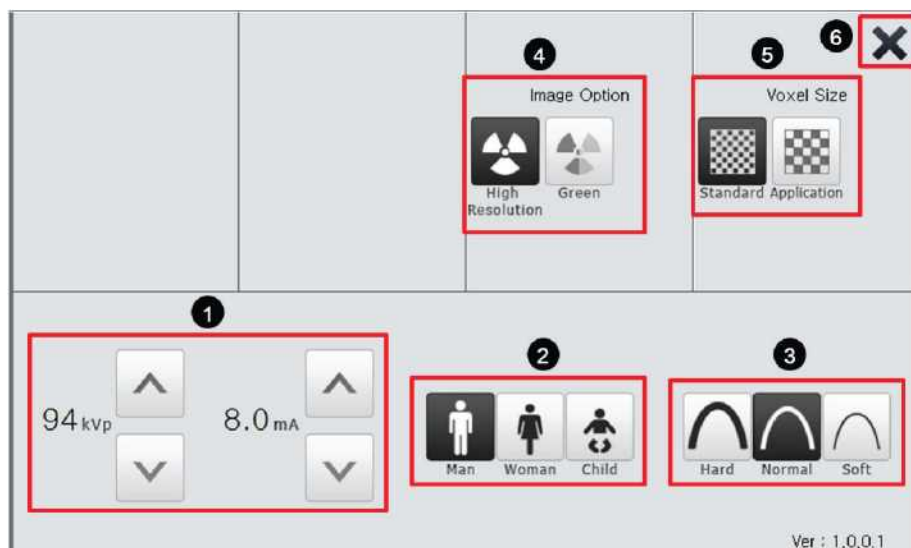 6
4
5
Image Option
Voxel Size
High
Resolution
Green
Standard
Application
1
2
3
94 kVp
8.0 mA
Man
Woman
Child
Hard
Normal
Soft
Ver : 1.0.0.1